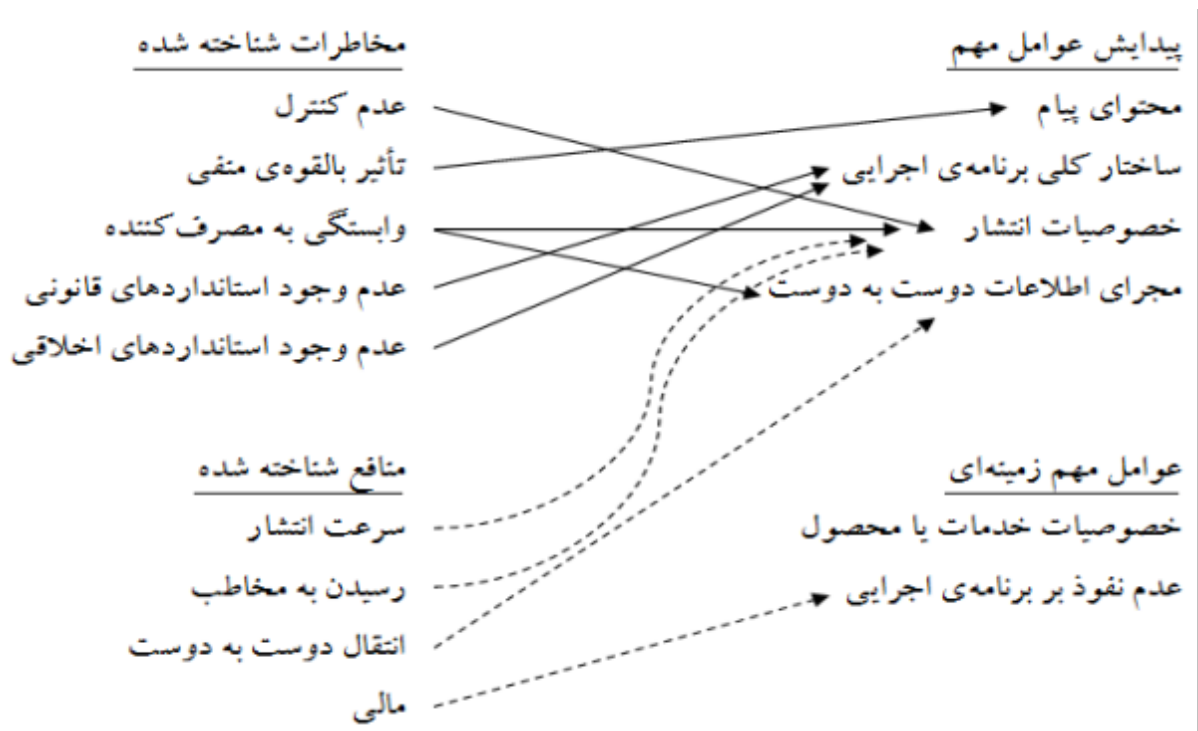 پیدایش عوامل مهم
محتوای پیام
ساختار کلی برنامه‌ی اجرایی
خصوصیات انتشار
مجرای اطلاعات دوست به دوست
عوامل مهم زمینه‌ای
خصوصیات خدمات یا محصول
عدم نفوذ بر برنامه‌ی اجرایی
مخاطرات شناخته شده
عدم کنترل
تأثیر بالقوه‌ی منفی
وابستگی به مصرف‌کننده
عدم وجود استانداردهای قانونی
عدم وجود استانداردهای اخلاقی
منافع شناخته شده
سرعت انتشار
رسیدن به مخاطب
انتقال دوست به دوست
مالی